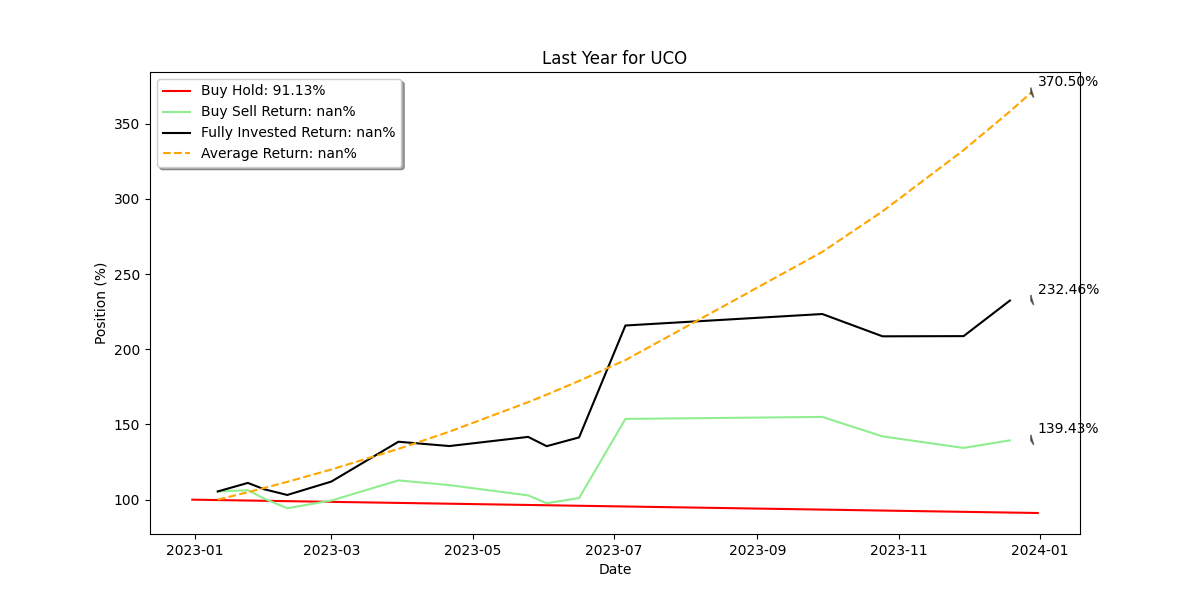 Last Year for UCO
Buy Hold: 91.13%
Buy Sell Return: nan%
Fully Invested Return: nan%
Average Return: nan%
370.50%
232.46%
139.43%
Position (%)
350
300
250
200
150
100
2023-01
2023-03
2023-05
2023-07
2023-09
2023-11
2024-01
Date